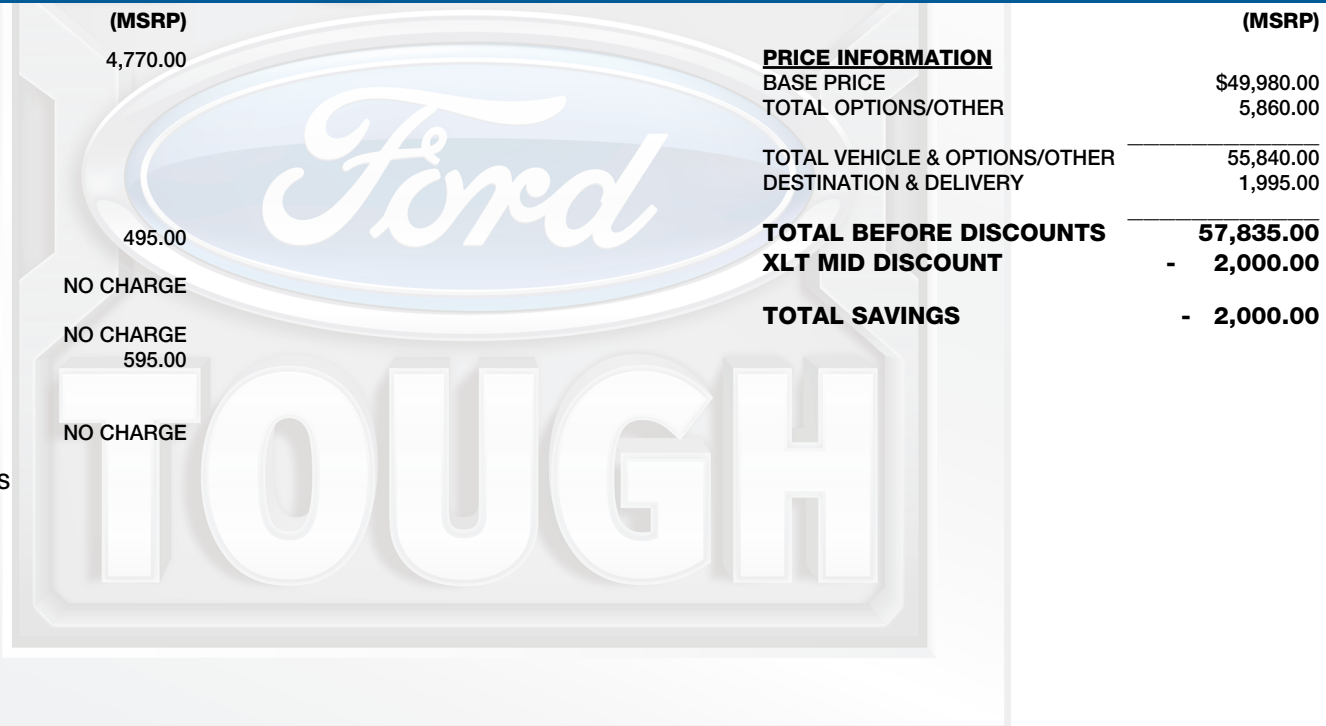 (MSRP)
4,770.00
495.00
NO CHARGE
NO CHARGE
595.00
NO CHARGE
S
Ford
TOUGH
(MSRP)
PRICE INFORMATION
BASE PRICE $49,980.00
TOTAL OPTIONS/OTHER 5,860.00
TOTAL VEHICLE & OPTIONS/OTHER 55,840.00
DESTINATION & DELIVERY 1,995.00
TOTAL BEFORE DISCOUNTS 57,835.00
XLT MID DISCOUNT - 2,000.00
TOTAL SAVINGS - 2,000.00